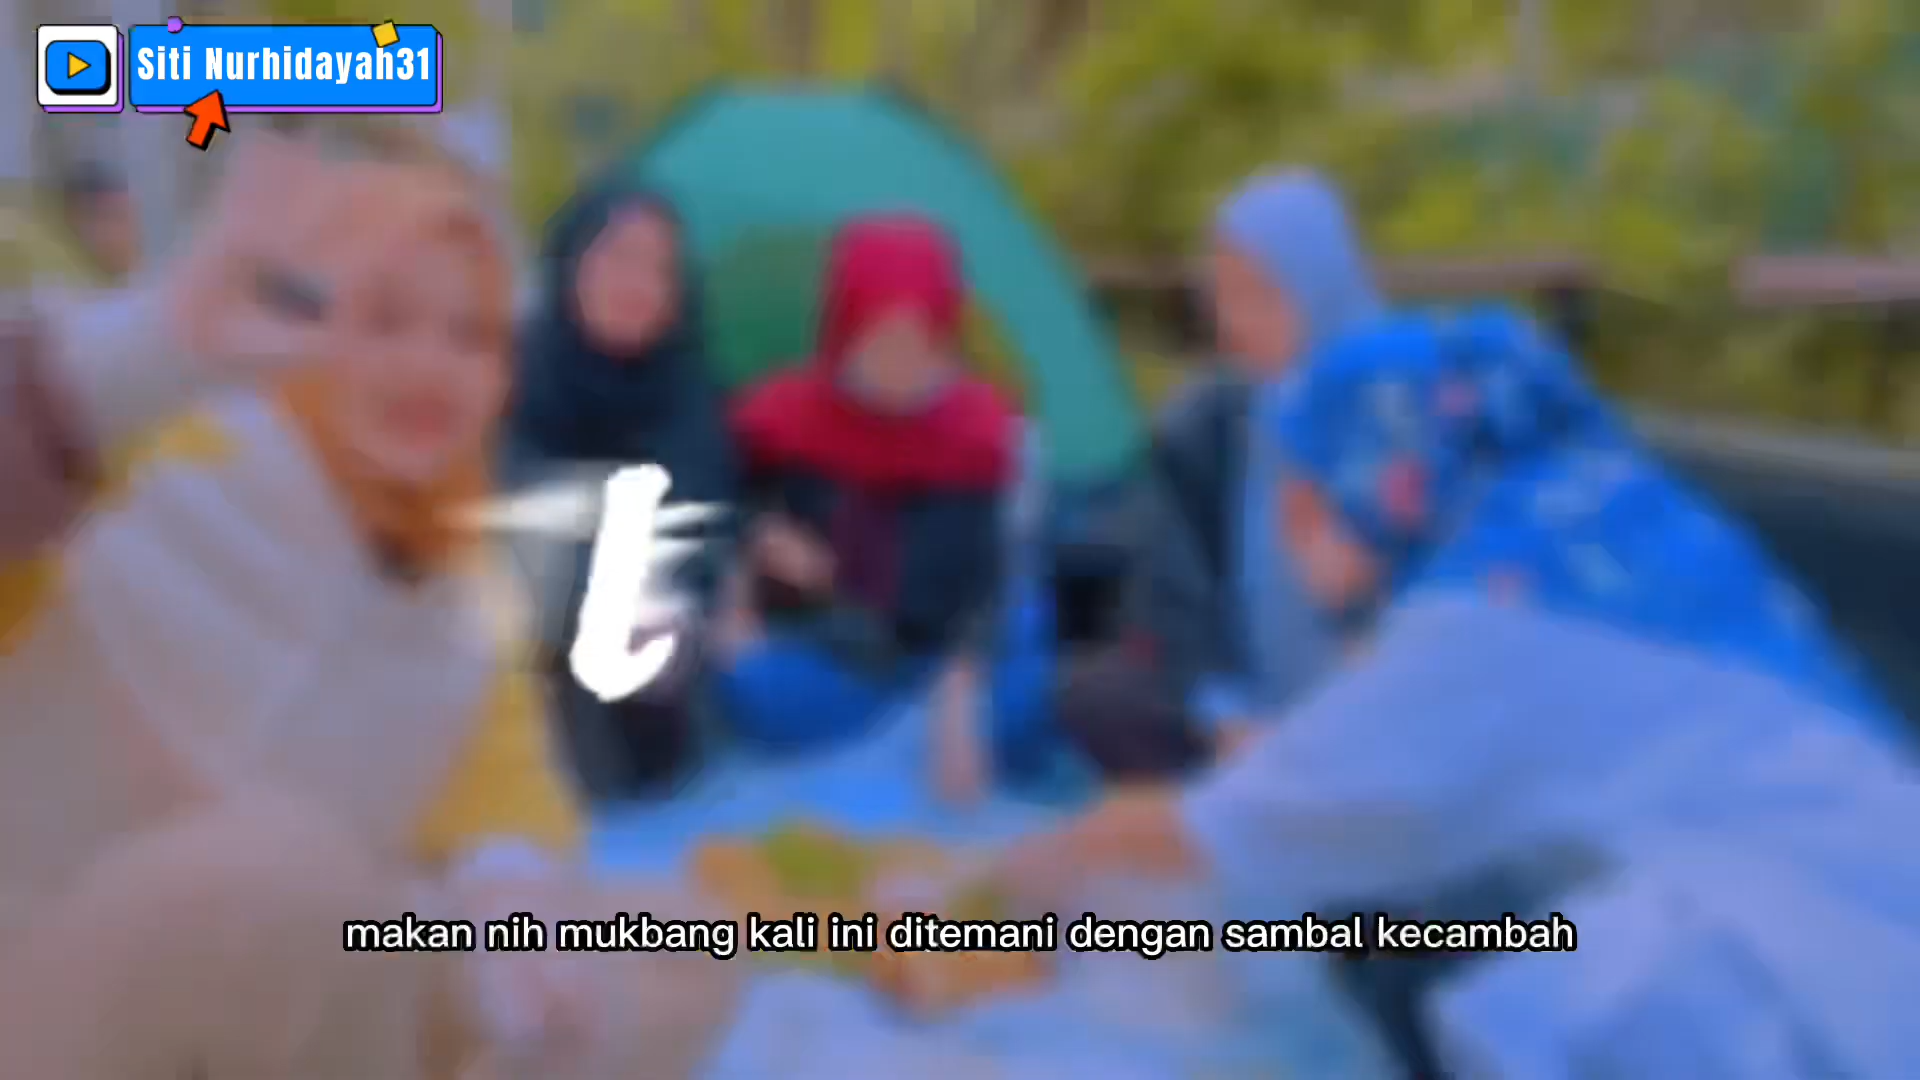 Siti Nurhidayah31
t
makan nih mukbang kali ini ditemani dengan sambal kecambah